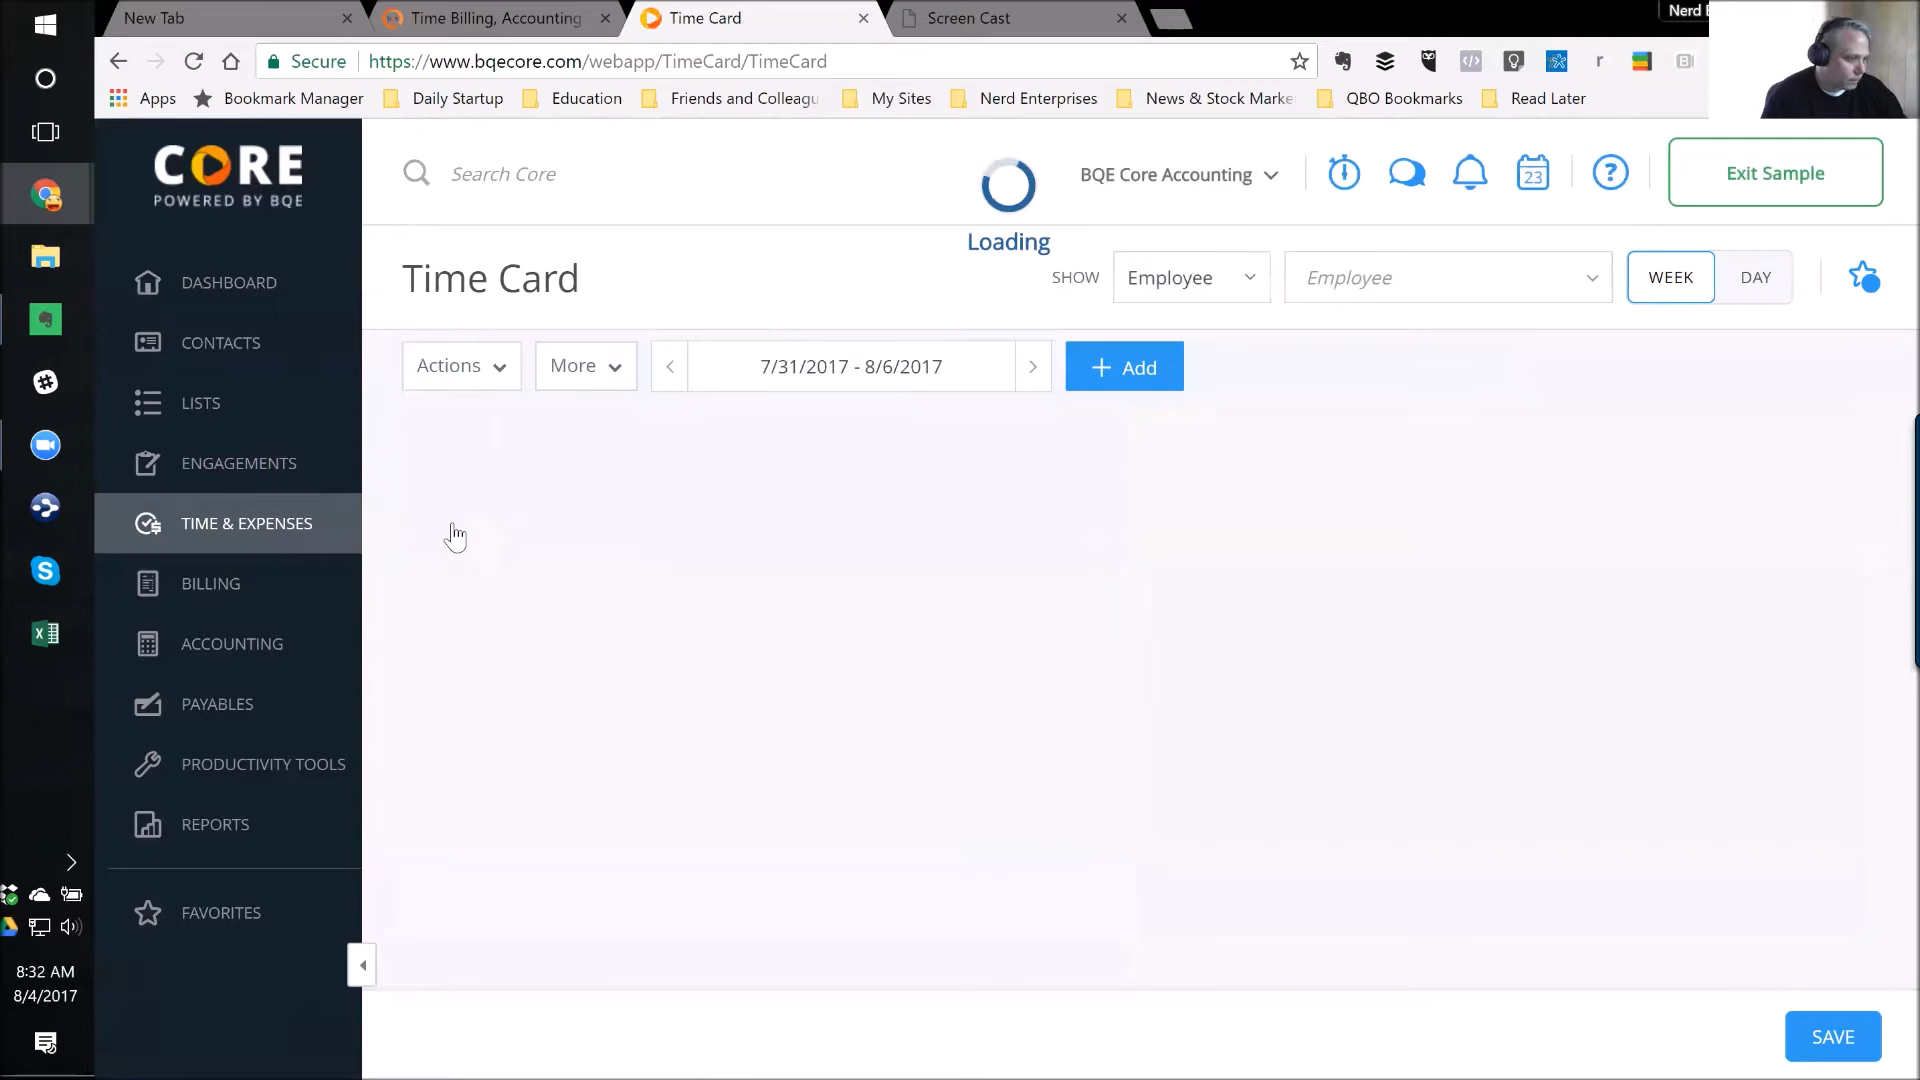 New Tab
Time Billing, Accounting
Time Card
Screen Cast
Nerd
Secure
https://www.bqecore.com/webapp/TimeCard/TimeCard
Apps
Bookmark Manager
Daily Startup
Education
Friends and Colleagu
My Sites
Nerd Enterprises
News & Stock Marke
QBO Bookmarks
Read Later
CORE
POWERED BY BQE
Search Core
Loading
BQE Core Accounting
23
Exit Sample
Time Card
SHOW
Employee
Employee
WEEK
DAY
Actions
More
7/31/2017 - 8/6/2017
+ Add
DASHBOARD
CONTACTS
LISTS
ENGAGEMENTS
TIME & EXPENSES
BILLING
ACCOUNTING
PAYABLES
PRODUCTIVITY TOOLS
REPORTS
FAVORITES
8:32 AM
8/4/2017
SAVE